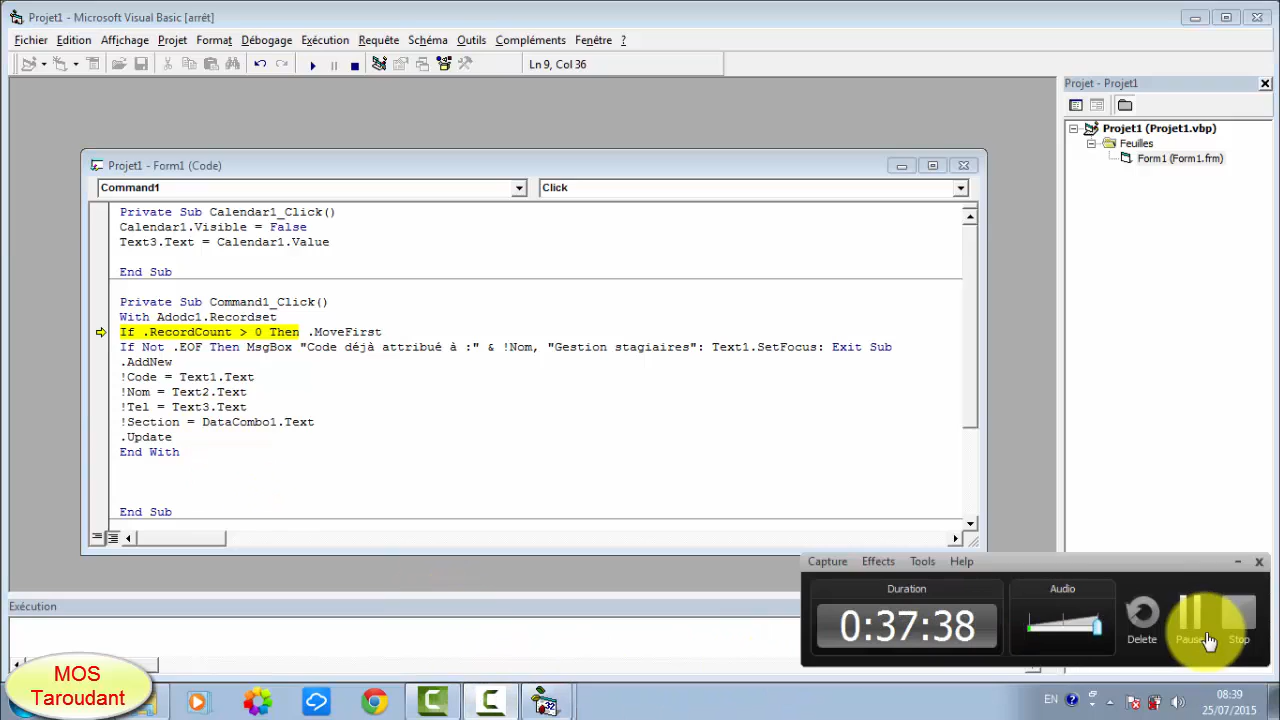 Projet1 - Microsoft Visual Basic [arrêt]
Fichier Edition Affichage Projet Format Débogage Exécution Requête Schéma Outils Compléments Fenêtre ?
Ln 9, Col 36
Projet - Projet1
Projet1 (Projet1.vbp)
Feuilles
Form1 (Form1.frm)
Projet1 - Form1 (Code)
Command1 Click
Private Sub Calendar1_Click()
Calendar1.Visible = False
Text3.Text = Calendar1.Value
End Sub
Private Sub Command1_Click()
With Adodc1.Recordset
If .RecordCount > 0 Then .MoveFirst
If Not .EOF Then MsgBox "Code déjà attribué à :" & !Nom, "Gestion stagiaires": Text1.SetFocus: Exit Sub
.AddNew
!Code = Text1.Text
!Nom = Text2.Text
!Tel = Text3.Text
!Section = DataCombo1.Text
.Update
End With
End Sub
Exécution
Capture Effects Tools Help
Duration
0:37:38
Audio
Delete Pause Stop
MOS
Taroudant
32
EN
08:39
25/07/2015